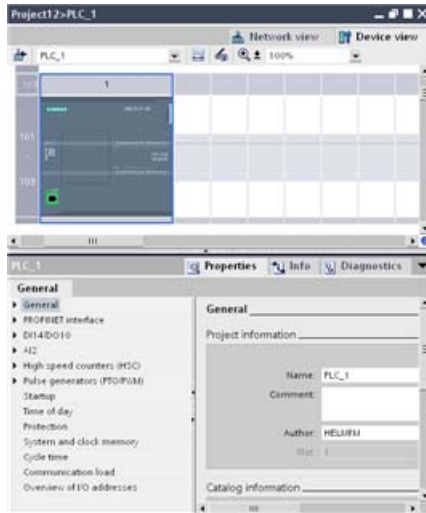 Project12>PLC_1
Network view
Device view
PLC_1
100%
1
101
103
PLC_1
Properties
Info
Diagnostics
General
General
PROFINET interface
DI14/DO10
AI2
High speed counters (HSC)
Pulse generators (PTO/PWM)
Startup
Time of day
Protection
System and clock memory
Cycle time
Communication load
Overview of I/O addresses
General
Project information
Name: PLC_1
Comment:
Author:
Slot: 1
Catalog information